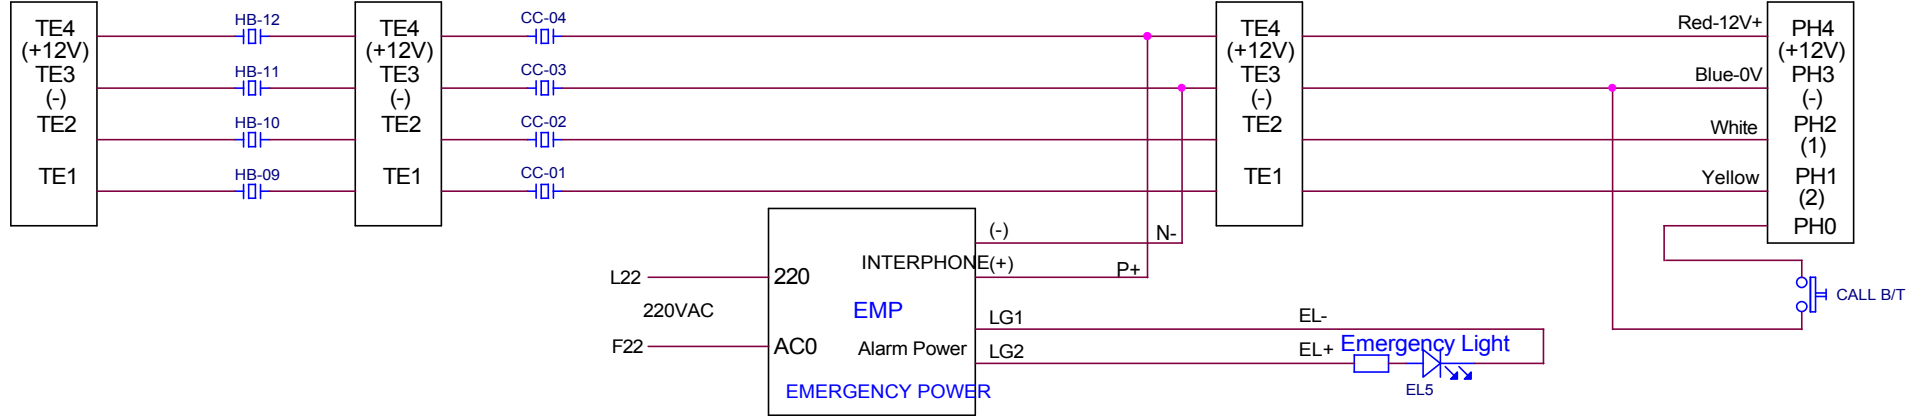 TE4
(+12V)
TE3
(-)
TE2
TE1
HB-12
HB-11
HB-10
HB-09
TE4
(+12V)
TE3
(-)
TE2
TE1
CC-04
CC-03
CC-02
CC-01
TE4
(+12V)
TE3
(-)
TE2
TE1
Red-12V+
Blue-0V
White
Yellow
PH4
(+12V)
PH3
(-)
PH2
(1)
PH1
(2)
PH0
CALL B/T
L22
220VAC
F22
220
AC0
INTERPHONE
EMP
Alarm Power
EMERGENCY POWER
(-)
(+)
N-
P+
LG1
LG2
EL-
EL+
Emergency Light
EL5